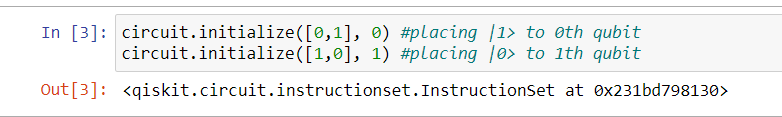 In [3]: circuit.initialize([0,1], 0) #placing |1> to 0th qubit
circuit.initialize([1,0], 1) #placing |0> to 1th qubit
Out[3]: <qiskit.circuit.instructionset.InstructionSet at 0x231bd798130>